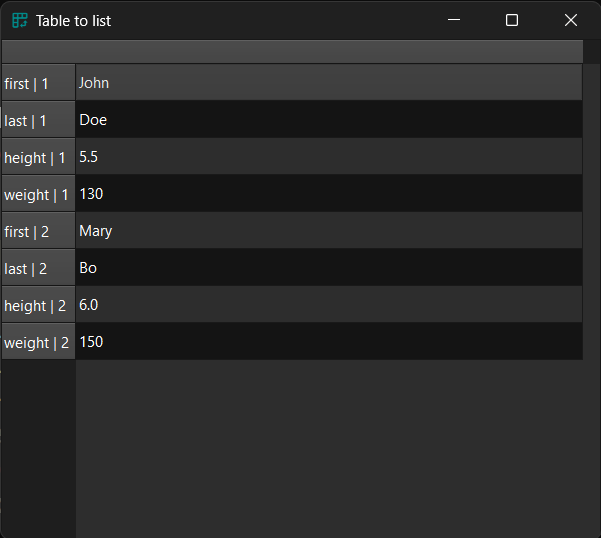 Table to list
first | 1 John
last | 1 Doe
height | 1 5.5
weight | 1 130
first | 2 Mary
last | 2 Bo
height | 2 6.0
weight | 2 150